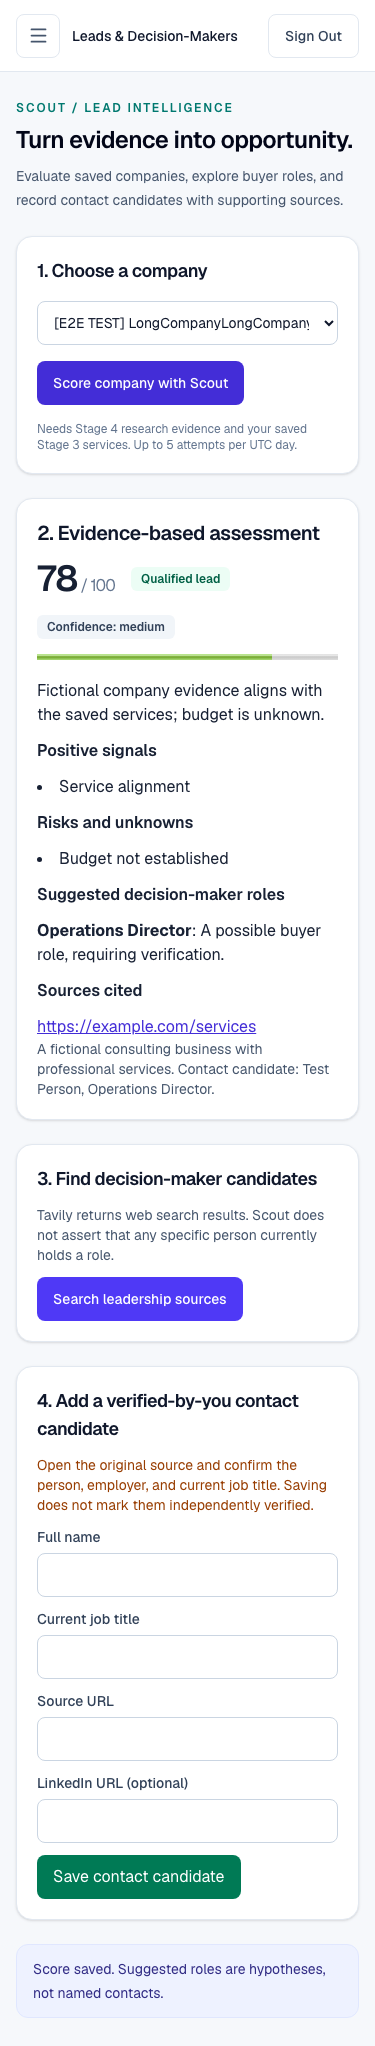 Leads & Decision-Makers
Sign Out
SCOUT / LEAD INTELLIGENCE
Turn evidence into opportunity.
Evaluate saved companies, explore buyer roles, and
record contact candidates with supporting sources.
1. Choose a company
[E2E TEST] LongCompanyLongCompany
Score company with Scout
Needs Stage 4 research evidence and your saved
Stage 3 services. Up to 5 attempts per UTC day.
2. Evidence-based assessment
78 / 100
Qualified lead
Confidence: medium
Fictional company evidence aligns with
the saved services; budget is unknown.
Positive signals
• Service alignment
Risks and unknowns
• Budget not established
Suggested decision-maker roles
Operations Director: A possible buyer
role, requiring verification.
Sources cited
https://example.com/services
A fictional consulting business with
professional services. Contact candidate: Test
Person, Operations Director.
3. Find decision-maker candidates
Tavily returns web search results. Scout does
not assert that any specific person currently
holds a role.
Search leadership sources
4. Add a verified-by-you contact
candidate
Open the original source and confirm the
person, employer, and current job title. Saving
does not mark them independently verified.
Full name
Current job title
Source URL
LinkedIn URL (optional)
Save contact candidate
Score saved. Suggested roles are hypotheses,
not named contacts.